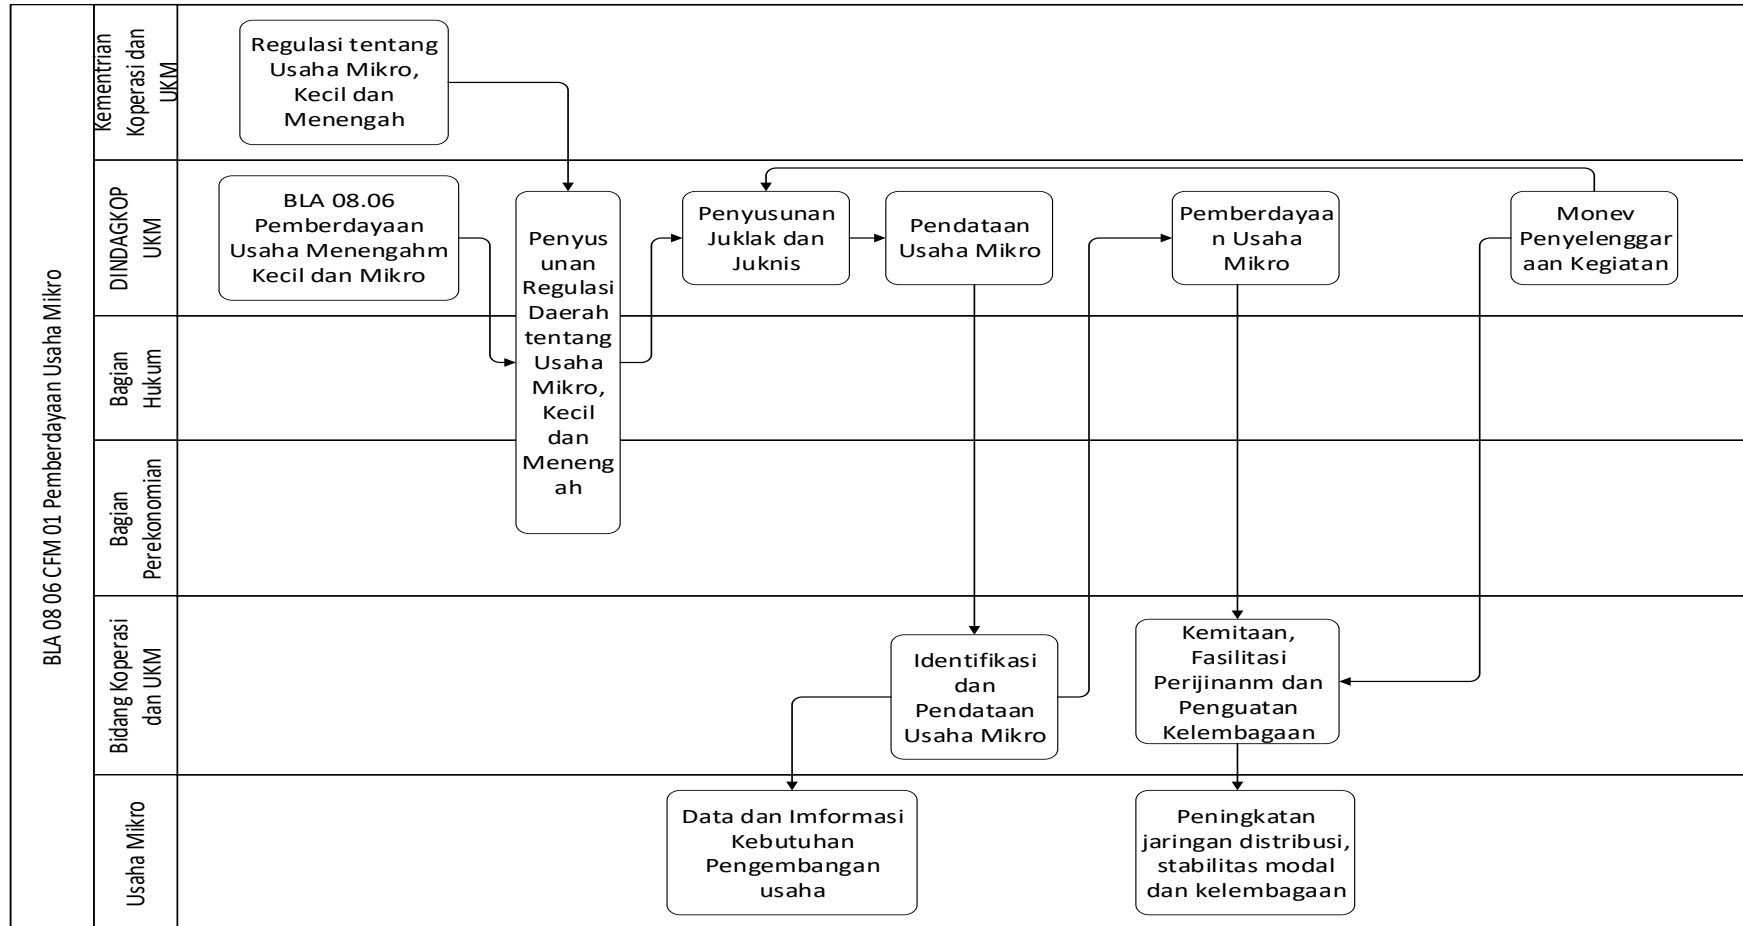 BLA 08 06 CFM 01 Pemberdayaan Usaha Mikro
Kementrian
Koperasi dan
UKM
Regulasi tentang
Usaha Mikro,
Kecil dan
Menengah
DINDAGKOP
UKM
BLA 08.06
Pemberdayaan
Usaha Menengahm
Kecil dan Mikro
Penyus
unan
Regulasi
Daerah
tentang
Usaha
Mikro,
Kecil
dan
Meneng
ah
Penyusunan
Juklak dan
Juknis
Pendataan
Usaha Mikro
Pemberdayaa
n Usaha
Mikro
Monev
Penyelenggar
aan Kegiatan
Bagian
Hukum
Bagian
Perekonomian
Bidang Koperasi
dan UKM
Identifikasi
dan
Pendataan
Usaha Mikro
Kemitaan,
Fasilitasi
Perijinanm dan
Penguatan
Kelembagaan
Usaha Mikro
Data dan Imformasi
Kebutuhan
Pengembangan
usaha
Peningkatan
jaringan distribusi,
stabilitas modal
dan kelembagaan